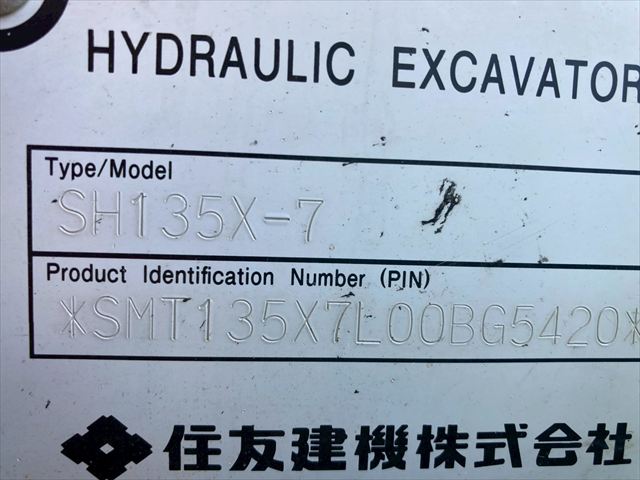 HYDRAULIC EXCAVATOR
Type/Model
SH135X-7
Product Identification Number (PIN)
*SMT135X7L00BG5420*
住友建機株式会社